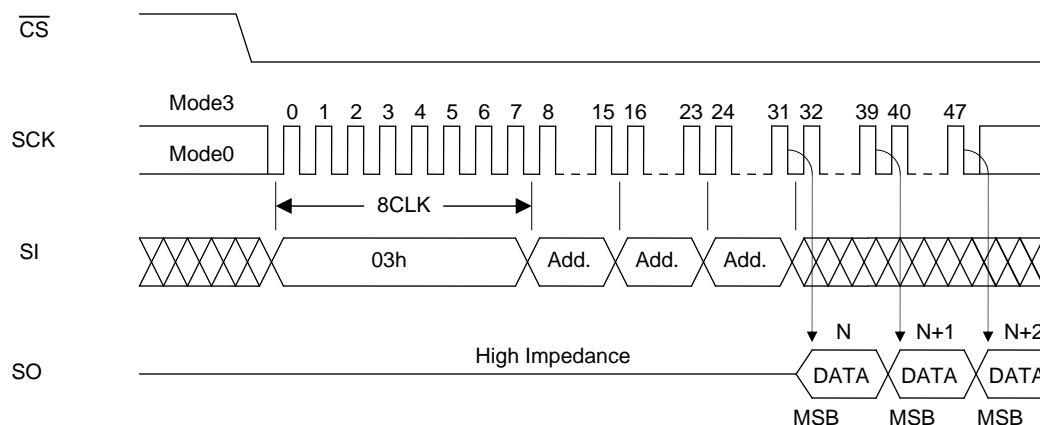 CS
Mode3
0 1 2 3 4 5 6 7 8 15 16 23 24 31 32 39 40 47
SCK
Mode0
8CLK
SI
03h Add. Add. Add.
N N+1 N+2
High Impedance
SO
DATA DATA DATA
MSB MSB MSB